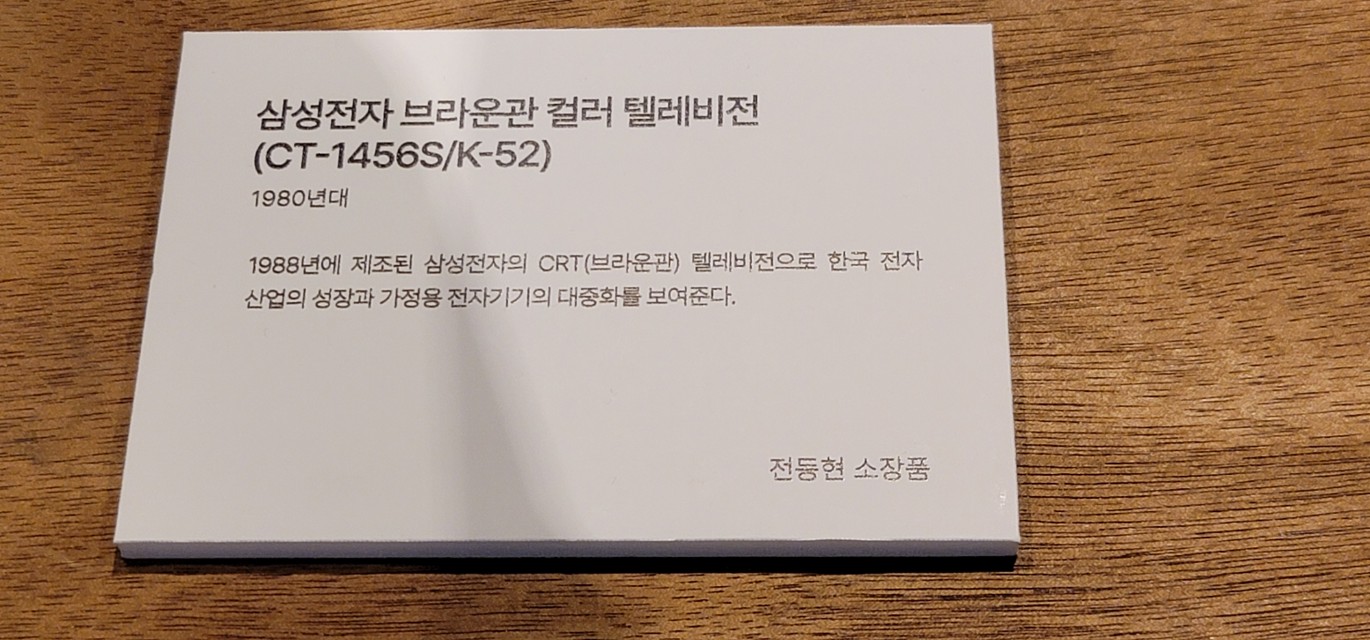 삼성전자 브라운관 컬러 텔레비전
(CT-1456S/K-52)
1980년대
1988년에 제조된 삼성전자의 CRT(브라운관) 텔레비전으로 한국 전자
산업의 성장과 가정용 전자기기의 대중화를 보여준다.
전동현 소장품